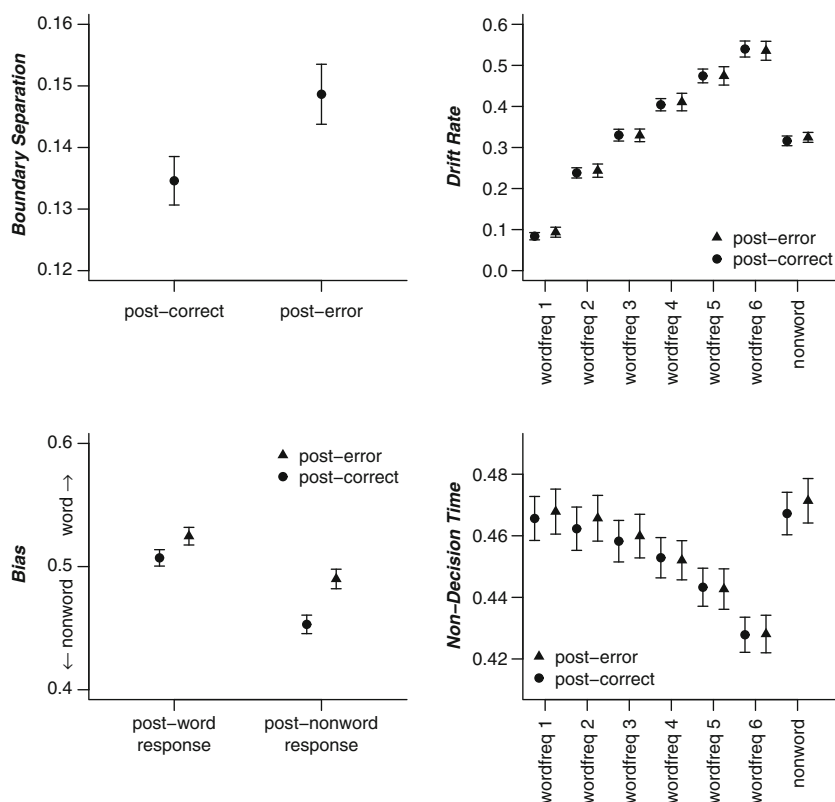 Boundary Separation
0.16
0.15
0.14
0.13
0.12
post−correct
post−error
Drift Rate
0.6
0.5
0.4
0.3
0.2
0.1
0.0
▲ post−error
● post−correct
wordfreq 1
wordfreq 2
wordfreq 3
wordfreq 4
wordfreq 5
wordfreq 6
nonword
Bias
← nonword word →
0.6
0.5
0.4
▲ post−error
● post−correct
post−word
response
post−nonword
response
Non−Decision Time
0.48
0.46
0.44
0.42
▲ post−error
● post−correct
wordfreq 1
wordfreq 2
wordfreq 3
wordfreq 4
wordfreq 5
wordfreq 6
nonword